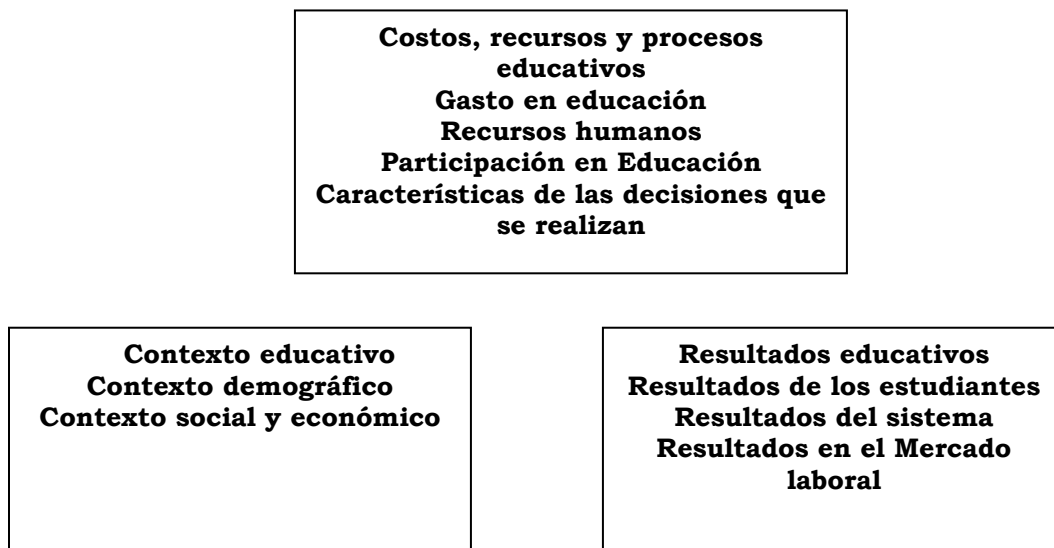 Costos, recursos y procesos
educativos
Gasto en educación
Recursos humanos
Participación en Educación
Características de las decisiones que
se realizan
Contexto educativo
Contexto demográfico
Contexto social y económico
Resultados educativos
Resultados de los estudiantes
Resultados del sistema
Resultados en el Mercado
laboral